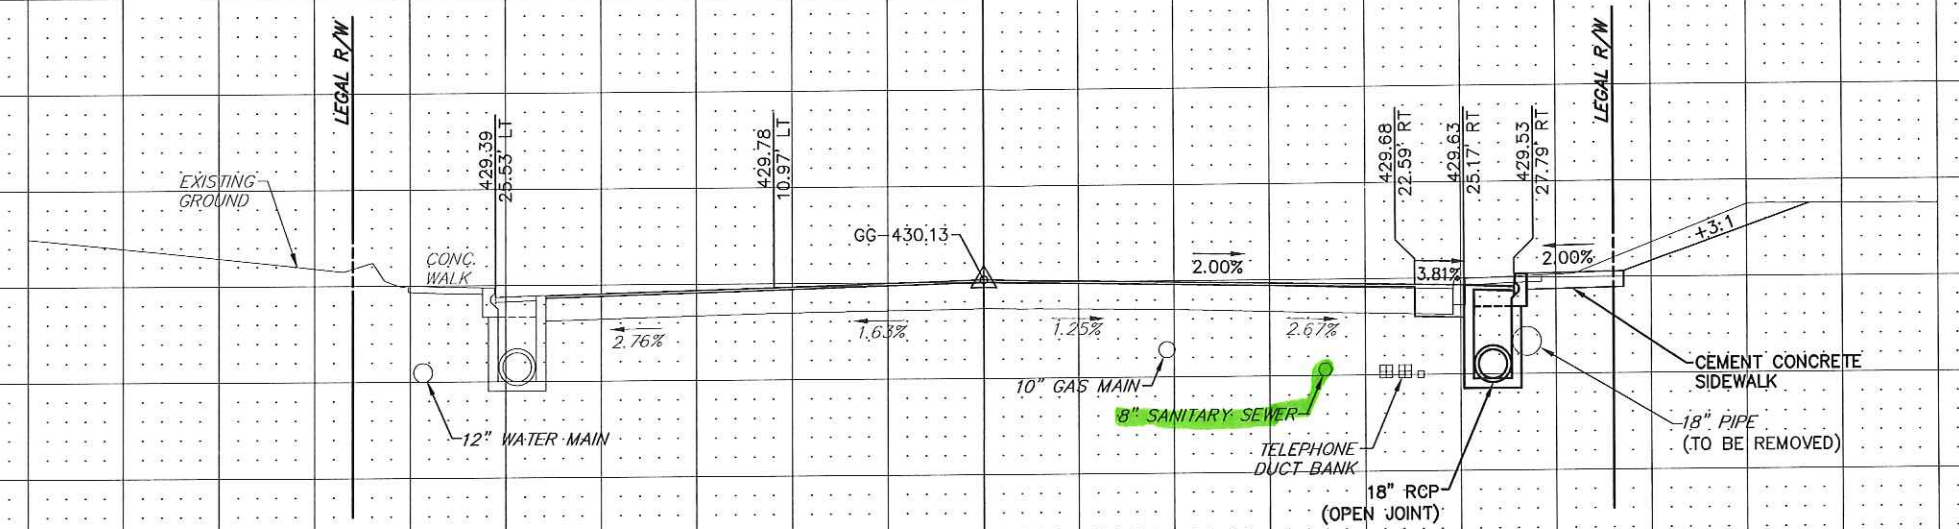 LEGAL R/W
LEGAL R/W
429.39
25.53' LT
429.78
10.97' LT
429.68
22.59' RT
429.63
25.17' RT
429.53
27.79' RT
EXISTING
GROUND
CONC.
WALK
GG-430.13
2.00%
3.81%
2.00%
+3:1
2.76%
1.63%
1.25%
2.67%
10" GAS MAIN
8" SANITARY SEWER
12" WATER MAIN
TELEPHONE
DUCT BANK
18" RCP
(OPEN JOINT)
CEMENT CONCRETE
SIDEWALK
18" PIPE
(TO BE REMOVED)